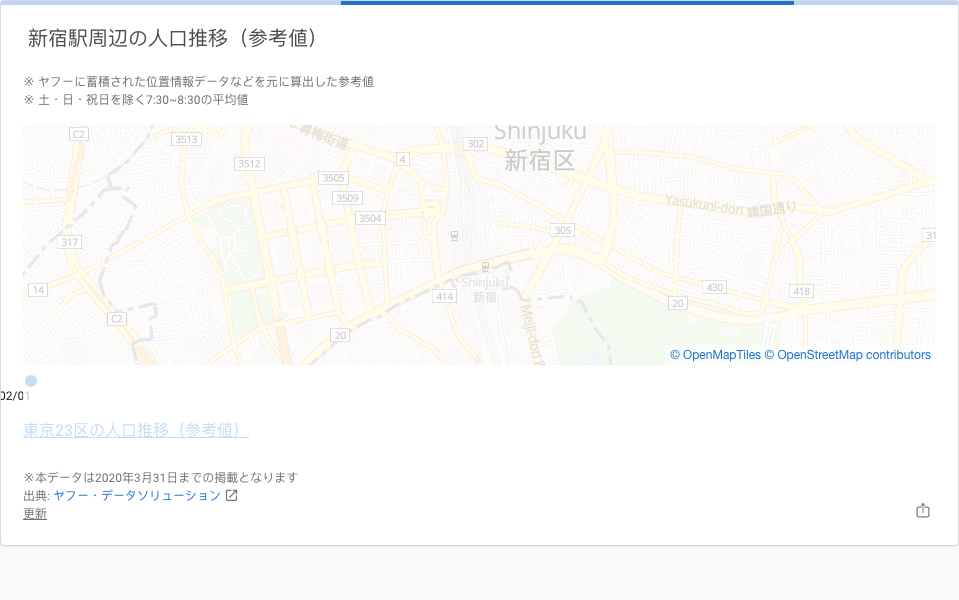 新宿駅周辺の人口推移（参考値）
※ ヤフーに蓄積された位置情報データなどを元に算出した参考値
※ 土・日・祝日を除く7:30~8:30の平均値
C2
3513
青梅街道
302
Shinjuku
新宿区
4
3512
3505
3509
3504
Yasukuni-dori 靖国通り
317
305
31
14
Shinjuku
新宿
414
430
418
20
C2
20
Meiji-dori
© OpenMapTiles © OpenStreetMap contributors
02/01
東京23区の人口推移（参考値）
※本データは2020年3月31日までの掲載となります
出典: ヤフー・データソリューション
更新